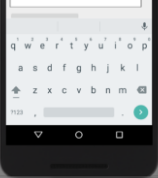 q w e r t y u i o p
a s d f g h j k l
z x c v b n m
?123 , .